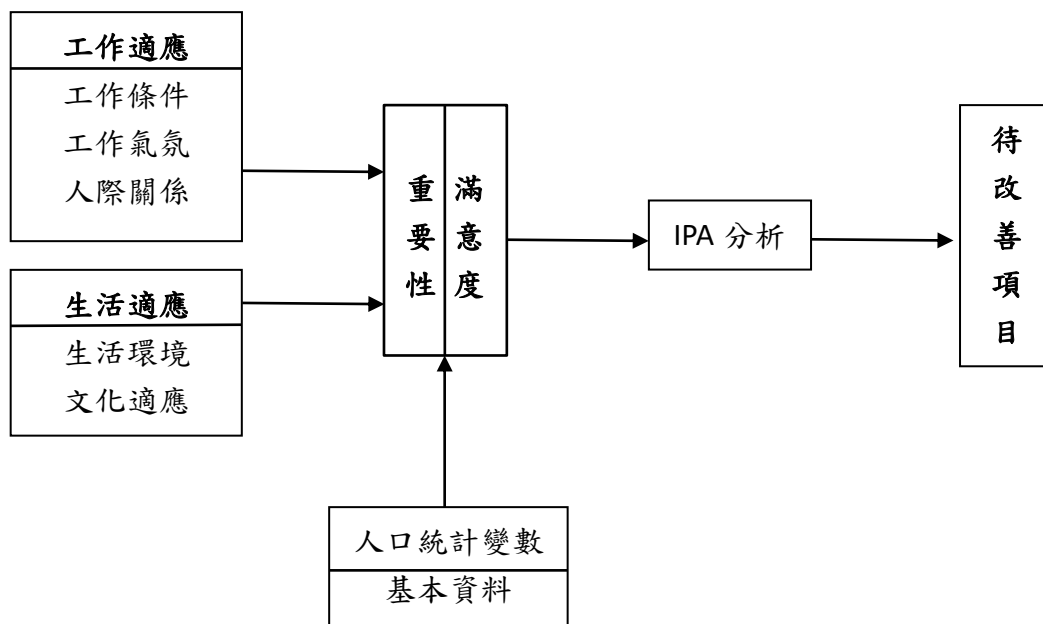 工作適應
工作條件
工作氣氛
人際關係
生活適應
生活環境
文化適應
重要性
滿意度
IPA 分析
待改善項目
人口統計變數
基本資料